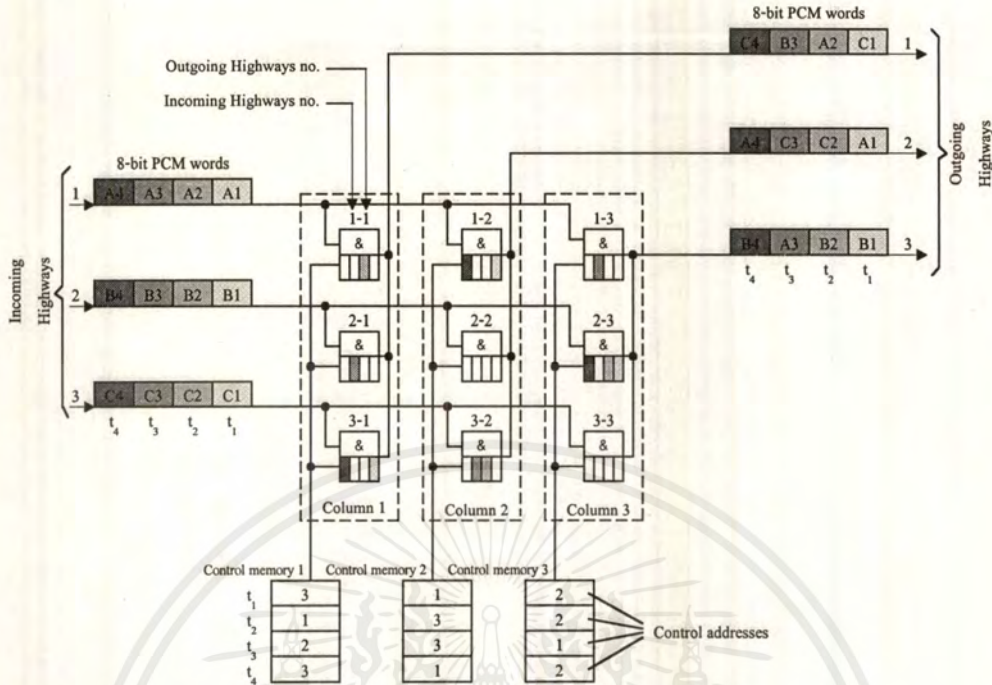 8-bit PCM words
C4 B3 A2 C1 1
Outgoing Highways no.
Incoming Highways no.
A4 C3 C2 A1 2
Outgoing Highways
8-bit PCM words
1 A4 A3 A2 A1
B4 A3 B2 B1 3
t4 t3 t2 t1
1-1 1-2 1-3
& & &
Incoming Highways
2 B4 B3 B2 B1
2-1 2-2 2-3
& & &
3 C4 C3 C2 C1
t4 t3 t2 t1
3-1 3-2 3-3
& & &
Column 1 Column 2 Column 3
Control memory 1 Control memory 2 Control memory 3
t1 3 1 2
t2 1 3 2
t3 2 3 1
t4 3 1 2
Control addresses